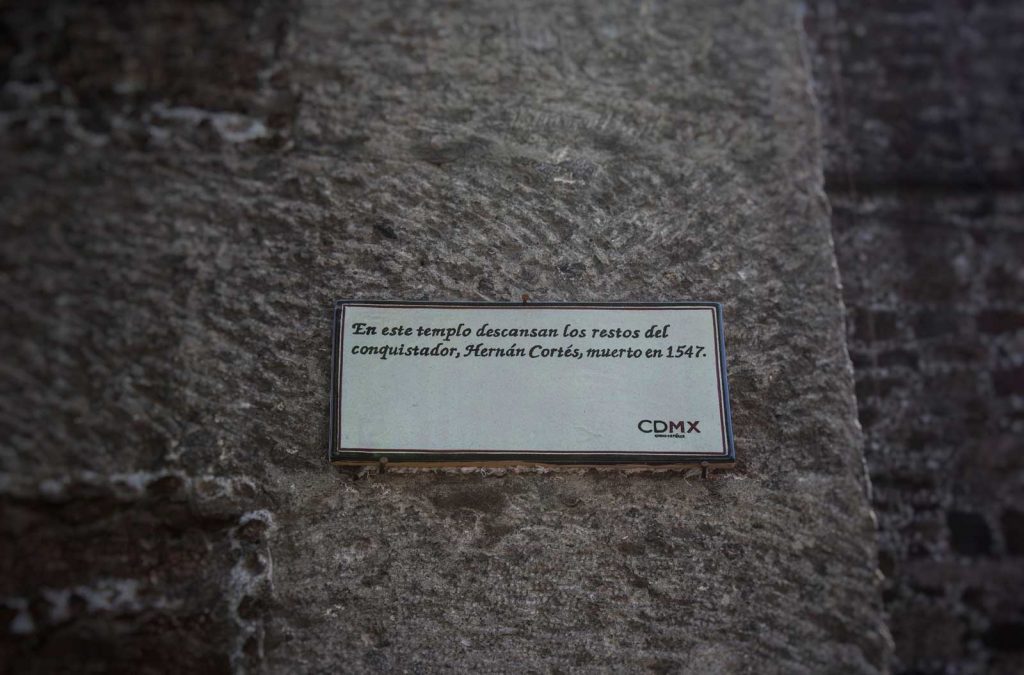 En este templo descansan los restos del
conquistador, Hernán Cortés, muerto en 1547.
CDMX